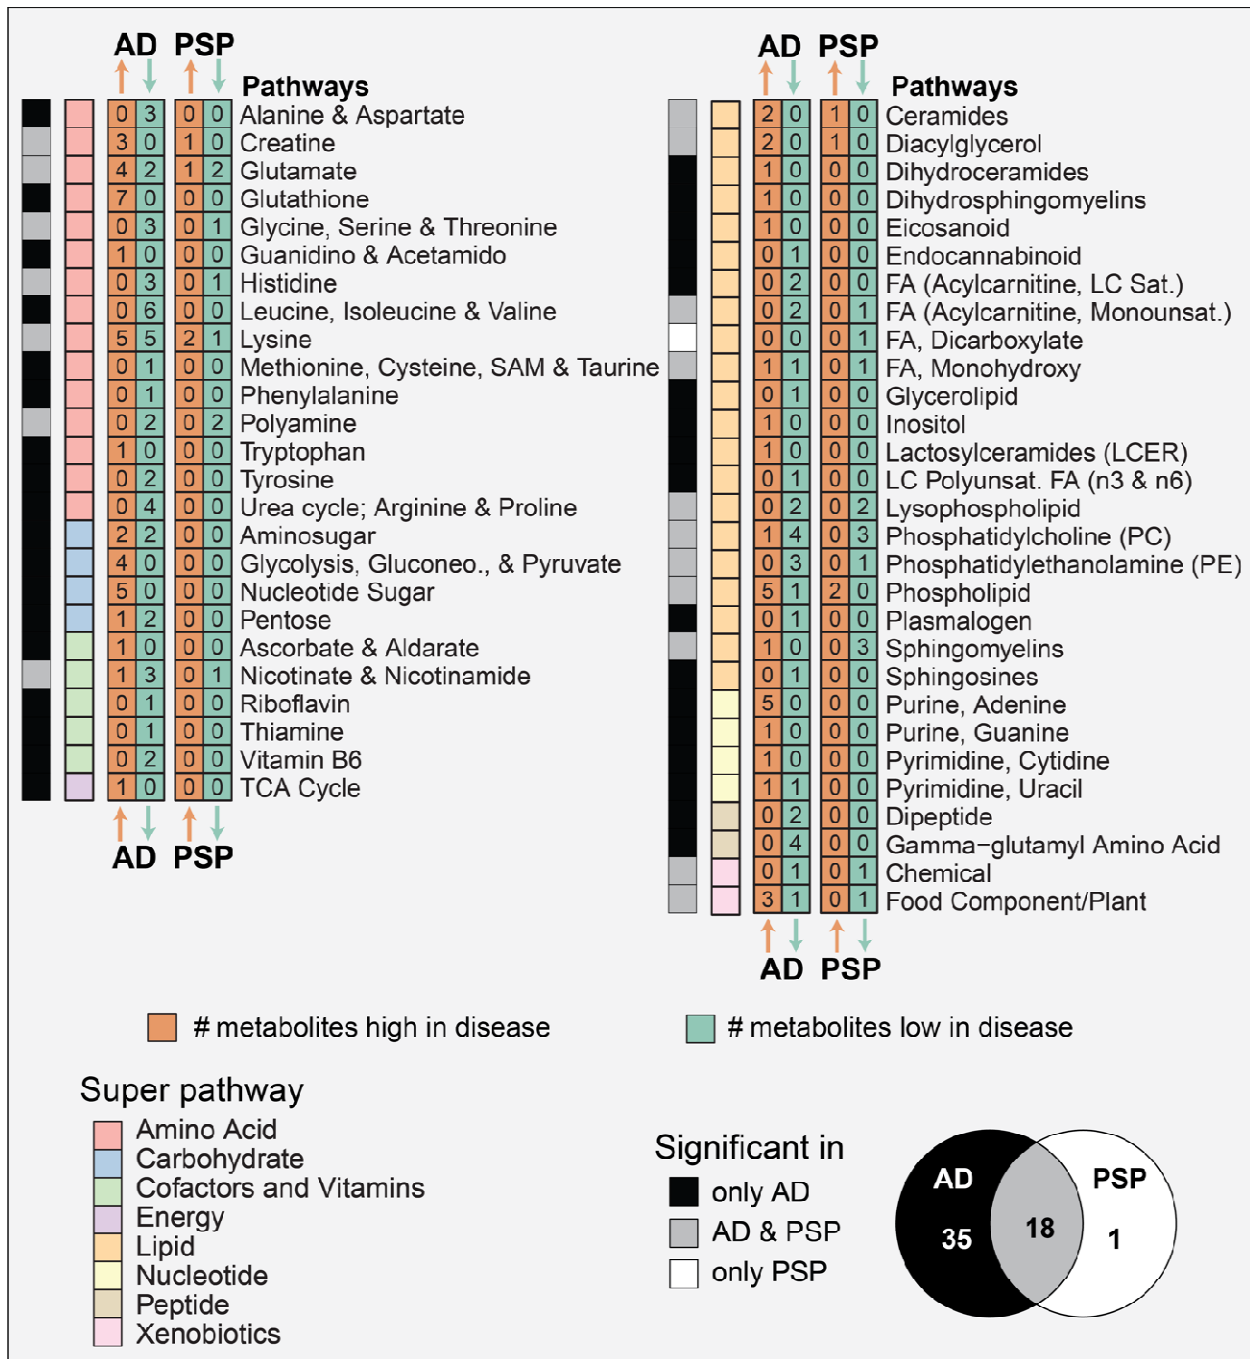 AD PSP
Pathways
0 3 0 0 Alanine & Aspartate
3 0 1 0 Creatine
4 2 1 2 Glutamate
7 0 0 0 Glutathione
0 3 0 1 Glycine, Serine & Threonine
1 0 0 0 Guanidino & Acetamido
0 3 0 1 Histidine
0 6 0 0 Leucine, Isoleucine & Valine
5 5 2 1 Lysine
0 1 0 0 Methionine, Cysteine, SAM & Taurine
0 1 0 0 Phenylalanine
0 2 0 2 Polyamine
1 0 0 0 Tryptophan
0 2 0 0 Tyrosine
0 4 0 0 Urea cycle; Arginine & Proline
2 2 0 0 Aminosugar
4 0 0 0 Glycolysis, Gluconeo., & Pyruvate
5 0 0 0 Nucleotide Sugar
1 2 0 0 Pentose
1 0 0 0 Ascorbate & Aldarate
1 3 0 1 Nicotinate & Nicotinamide
0 1 0 0 Riboflavin
0 1 0 0 Thiamine
0 2 0 0 Vitamin B6
1 0 0 0 TCA Cycle
AD PSP
AD PSP
Pathways
2 0 1 0 Ceramides
2 0 1 0 Diacylglycerol
1 0 0 0 Dihydroceramides
1 0 0 0 Dihydrosphingomyelins
1 0 0 0 Eicosanoid
0 1 0 0 Endocannabinoid
0 2 0 0 FA (Acylcarnitine, LC Sat.)
0 2 0 1 FA (Acylcarnitine, Monounsat.)
0 0 0 1 FA, Dicarboxylate
1 1 0 1 FA, Monohydroxy
0 1 0 0 Glycerolipid
1 0 0 0 Inositol
1 0 0 0 Lactosylceramides (LCER)
0 1 0 0 LC Polyunsat. FA (n3 & n6)
0 2 0 2 Lysophospholipid
1 4 0 3 Phosphatidylcholine (PC)
0 3 0 1 Phosphatidylethanolamine (PE)
5 1 2 0 Phospholipid
0 1 0 0 Plasmalogen
1 0 0 3 Sphingomyelins
0 1 0 0 Sphingosines
5 0 0 0 Purine, Adenine
1 0 0 0 Purine, Guanine
1 0 0 0 Pyrimidine, Cytidine
1 1 0 0 Pyrimidine, Uracil
0 2 0 0 Dipeptide
0 4 0 0 Gamma−glutamyl Amino Acid
0 1 0 1 Chemical
3 1 0 1 Food Component/Plant
AD PSP
# metabolites high in disease
# metabolites low in disease
Super pathway
Amino Acid
Carbohydrate
Cofactors and Vitamins
Energy
Lipid
Nucleotide
Peptide
Xenobiotics
Significant in
only AD
AD & PSP
only PSP
AD PSP
35 18 1